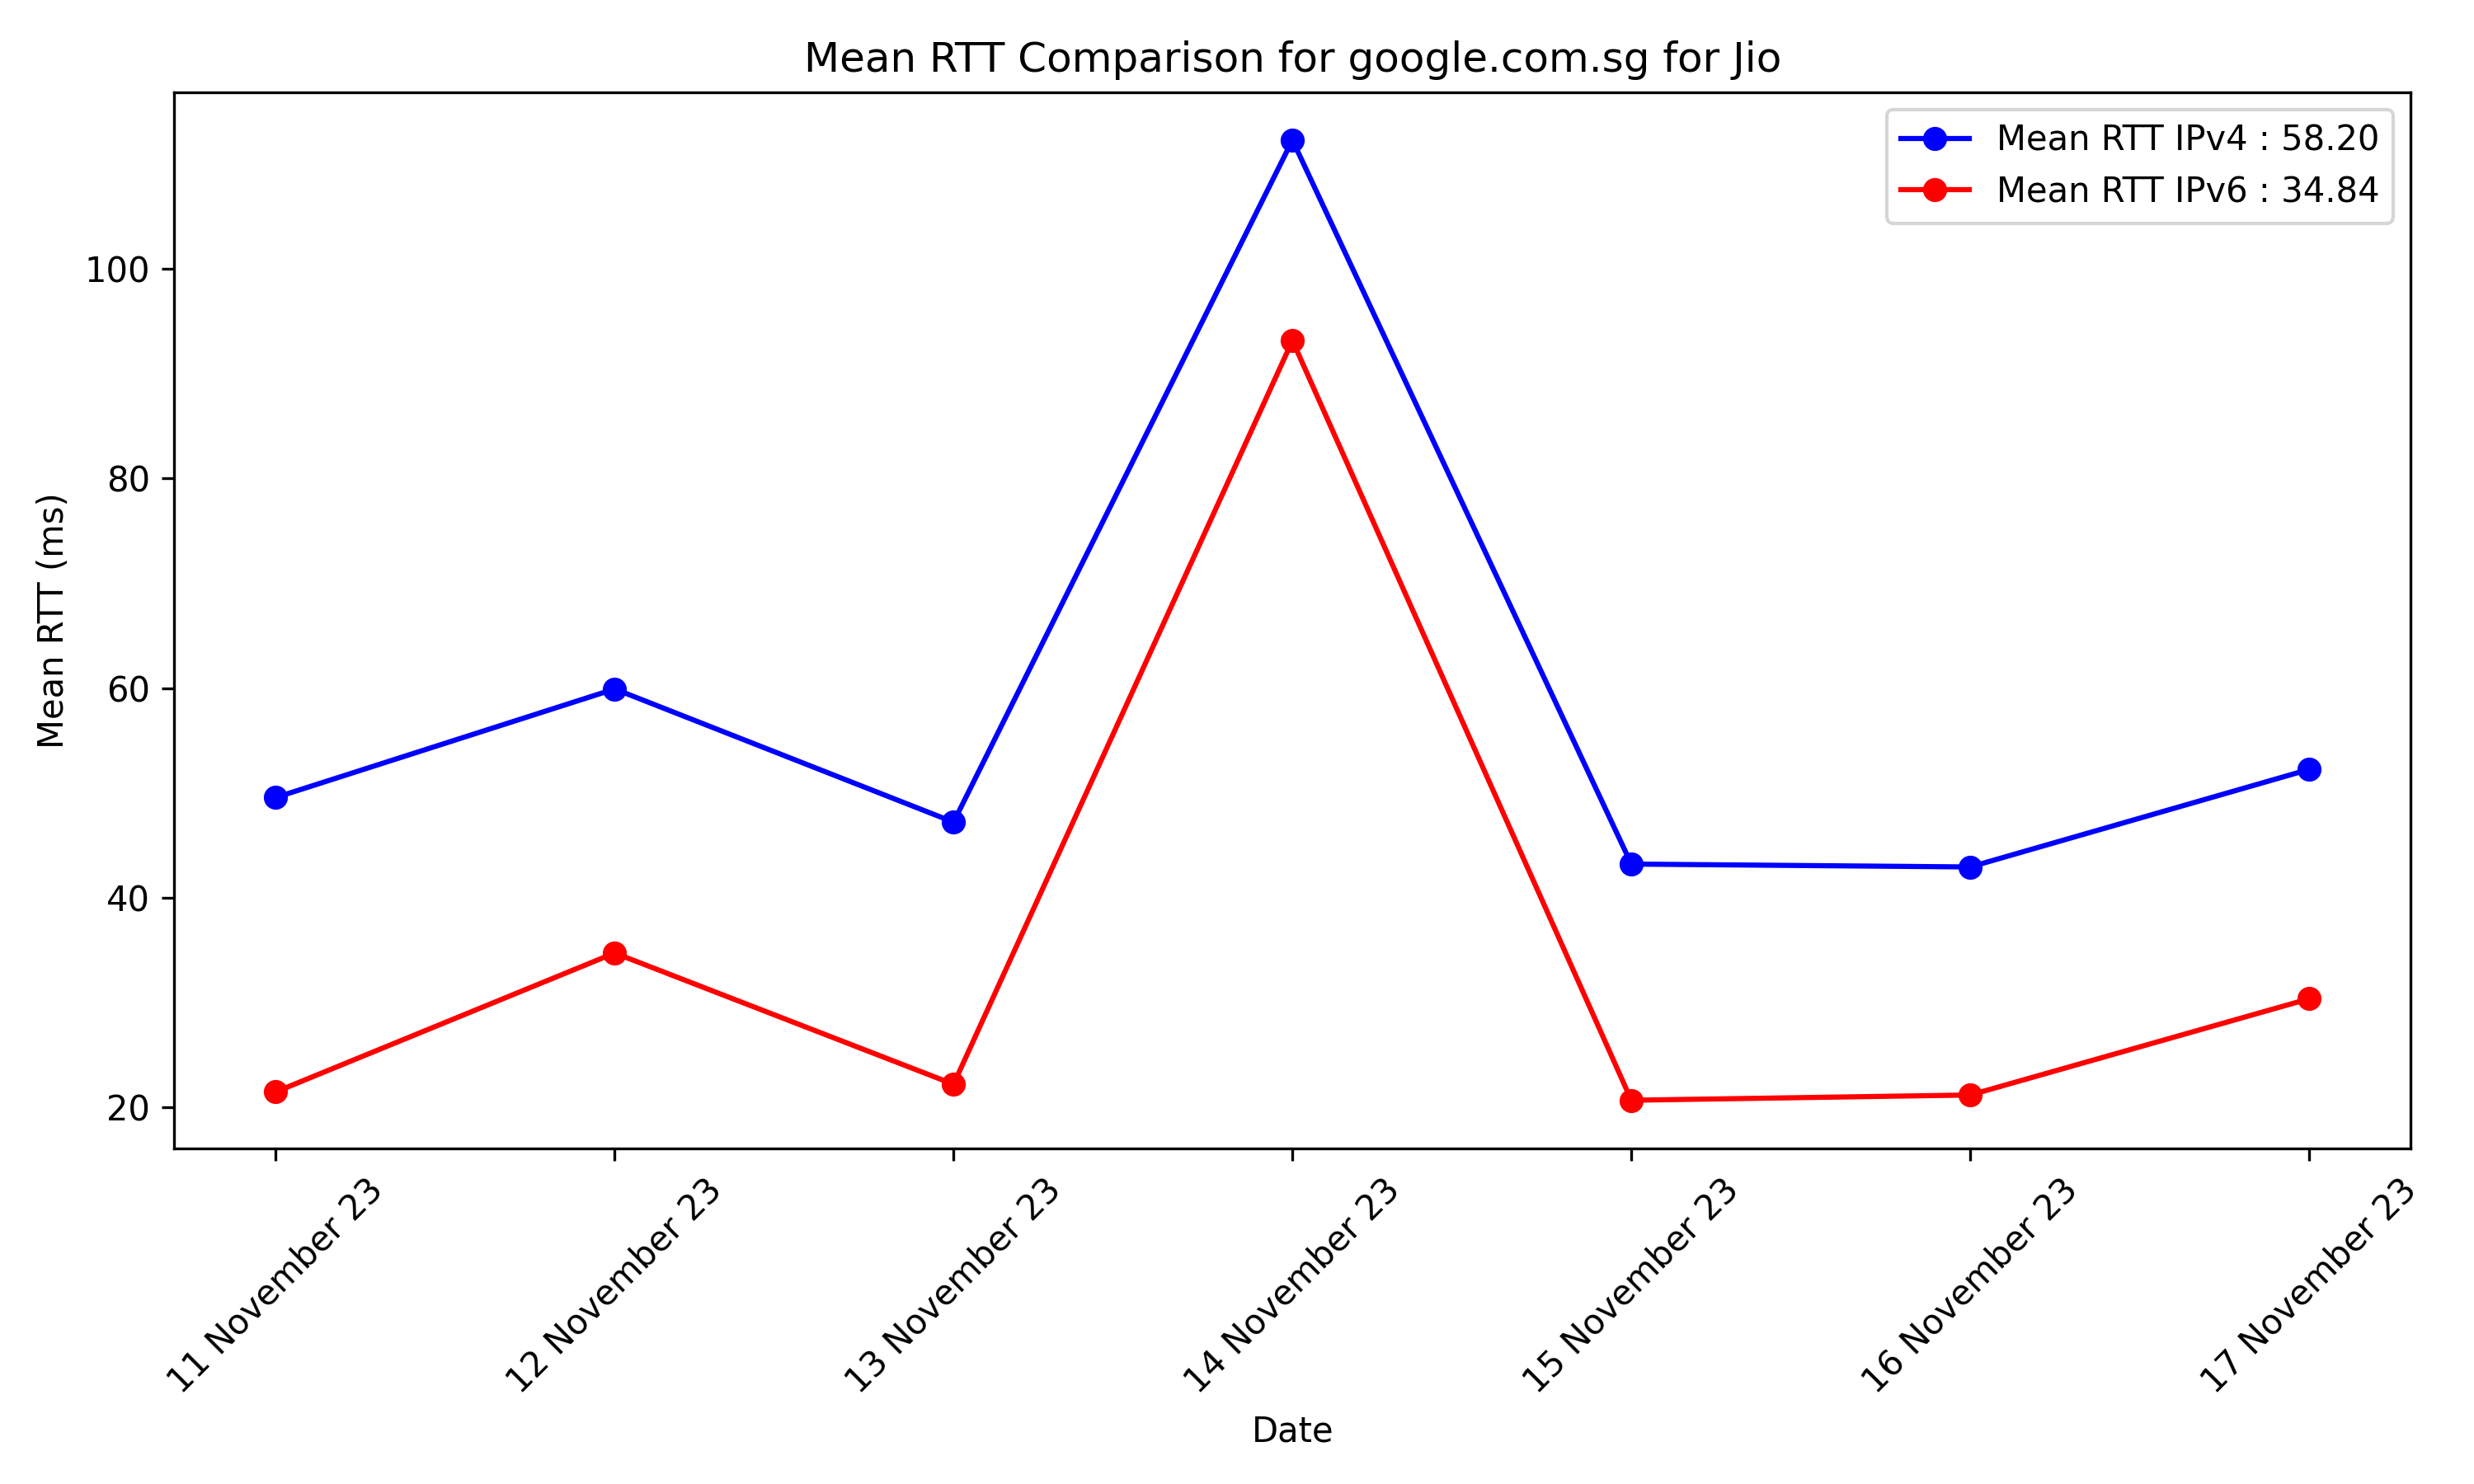 Mean RTT Comparison for google.com.sg for Jio
Mean RTT IPv4 : 58.20
Mean RTT IPv6 : 34.84
Mean RTT (ms)
100
80
60
40
20
11 November 23
12 November 23
13 November 23
14 November 23
15 November 23
16 November 23
17 November 23
Date